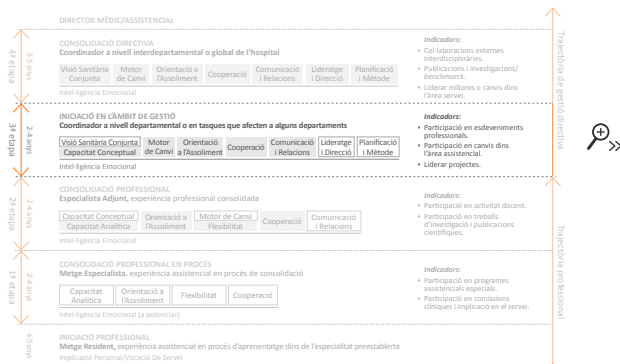 DIRECTOR MÈDIC/ASSISTENCIAL
4ª etapa
3-5 anys
CONSOLIDACIÓ DIRECTIVA
Coordinador a nivell interdepartamental o global de l'hospital
Visió Sanitària Conjunta
Motor de Canvi
Orientació a l'Assoliment
Cooperació
Comunicació i Relacions
Lideratge i Direcció
Planificació i Mètode
Intel·ligència Emocional
Indicadors:
• Col·laboracions externes
interdisciplinàries.
• Publicacions i investigacions/
benchmark.
• Liderar millores o canvis dins
l'àrea servei.
Trajectòria de gestió directiva
3ª etapa
2-4 anys
INICIACIÓ EN L'ÀMBIT DE GESTIÓ
Coordinador a nivell departamental o en tasques que afecten a alguns departaments
Visió Sanitària Conjunta
Capacitat Conceptual
Motor de Canvi
Orientació a l'Assoliment
Cooperació
Comunicació i Relacions
Lideratge i Direcció
Planificació i Mètode
Intel·ligència Emocional
Indicadors:
• Participació en esdeveniments
professionals.
• Participació en canvis dins
l'àrea assistencial.
• Liderar projectes.
2ª etapa
2-4 anys
CONSOLIDACIÓ PROFESSIONAL
Especialista Adjunt, experiència professional consolidada
Capacitat Conceptual
Capacitat Analítica
Orientació a l'Assoliment
Motor de Canvi
Flexibilitat
Cooperació
Comunicació i Relacions
Intel·ligència Emocional
Indicadors:
• Participació en activitat docent.
• Participació en treballs
d'investigació i publicacions
científiques.
Trajectòria professional
1ª etapa
2-4 anys
CONSOLIDACIÓ PROFESSIONAL EN PROCÉS
Metge Especialista. experiència assistencial en procés de consolidació
Capacitat Analítica
Orientació a l'Assoliment
Flexibilitat
Cooperació
Intel·ligència Emocional (a potenciar)
Indicadors:
• Participació en programes
assistencials especials.
• Participació en comissions
clíniques i implicación en el servei.
4-5 anys
INICIACIÓ PROFESSIONAL
Metge Resident, experiència assistencial en procés d'aprenentatge dins de l'especialitat preestablerta
Implicació Personal/Vocació De Servei